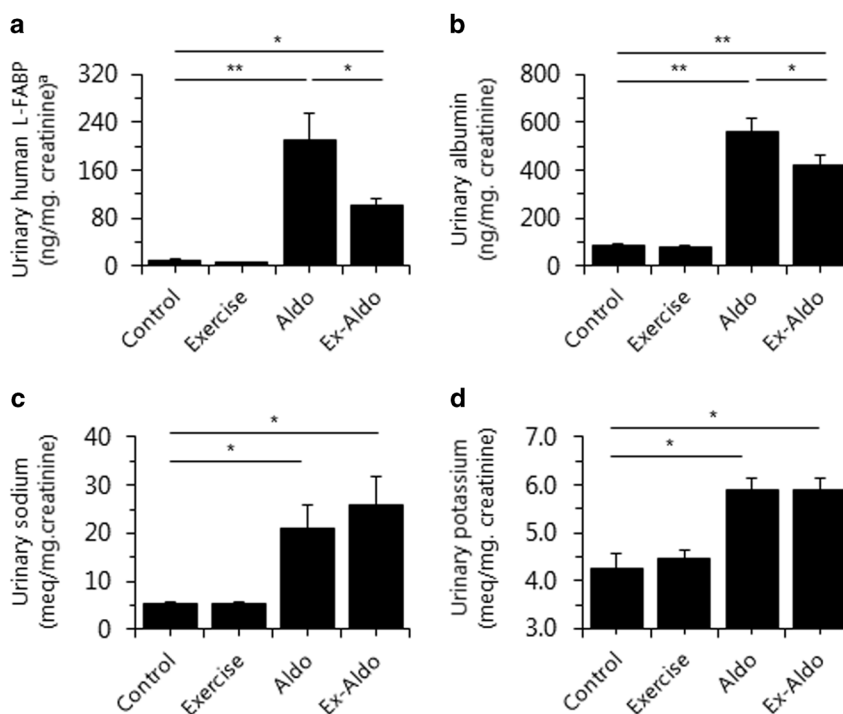 a
*
**
*
Urinary human L-FABP
(ng/mg. creatinine)ª
320
240
160
80
0
Control
Exercise
Aldo
Ex-Aldo
b
**
**
*
Urinary albumin
(ng/mg. creatinine)
800
600
400
200
0
Control
Exercise
Aldo
Ex-Aldo
c
*
*
Urinary sodium
(meq/mg.creatinine)
40
30
20
10
0
Control
Exercise
Aldo
Ex-Aldo
d
*
*
Urinary potassium
(meq/mg. creatinine)
7.0
6.0
5.0
4.0
3.0
Control
Exercise
Aldo
Ex-Aldo